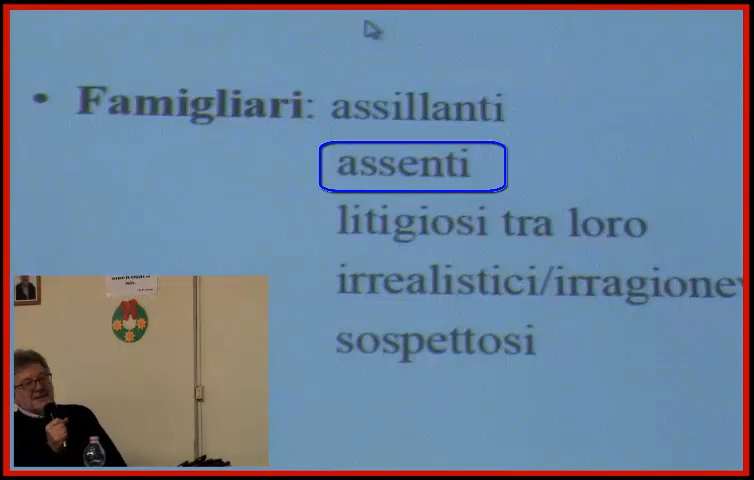 • Famigliari: assillanti
assenti
litigiosi tra loro
irrealistici/irragione
sospettosi